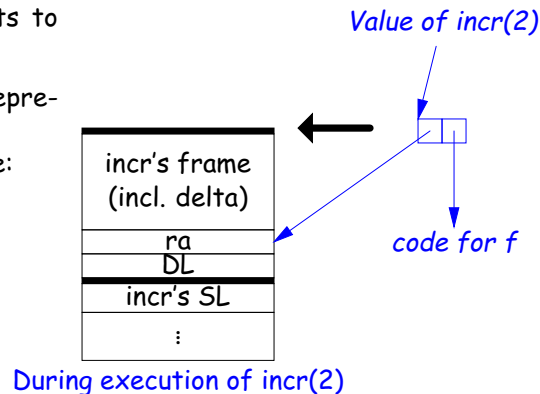 ts to
Value of incr(2)
epre-
e:
incr's frame
(incl. delta)
ra
DL
code for f
incr's SL
⋮
During execution of incr(2)